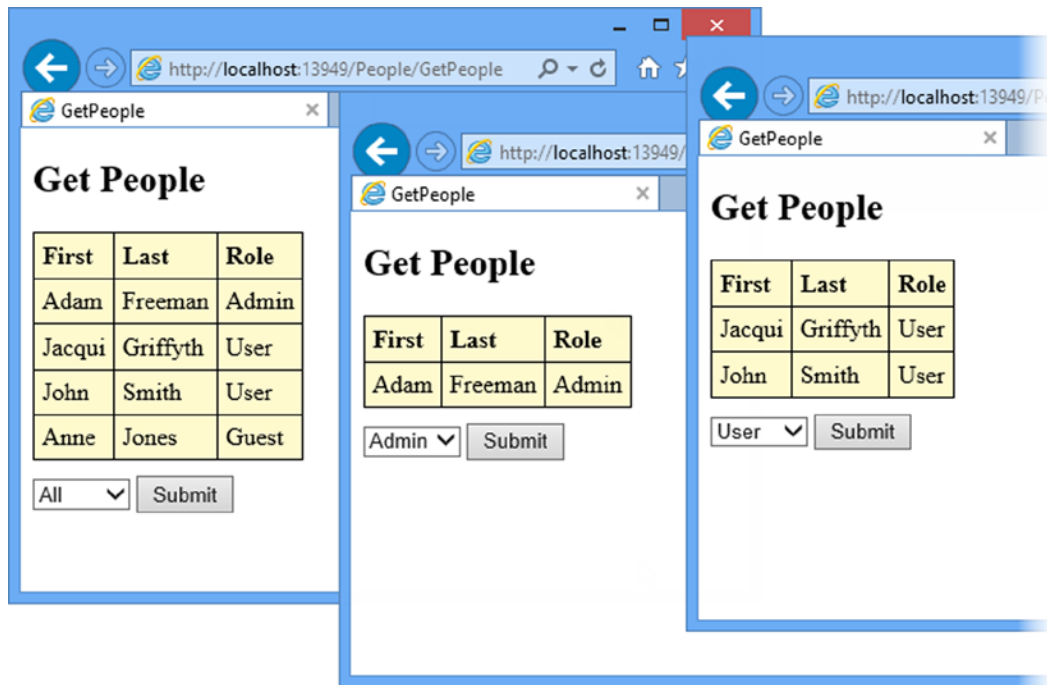 http://localhost:13949/People/GetPeople
GetPeople
Get People
First Last Role
Adam Freeman Admin
Jacqui Griffyth User
John Smith User
Anne Jones Guest
All Submit
http://localhost:13949/
GetPeople
Get People
First Last Role
Adam Freeman Admin
Admin Submit
http://localhost:13949/P
GetPeople
Get People
First Last Role
Jacqui Griffyth User
John Smith User
User Submit